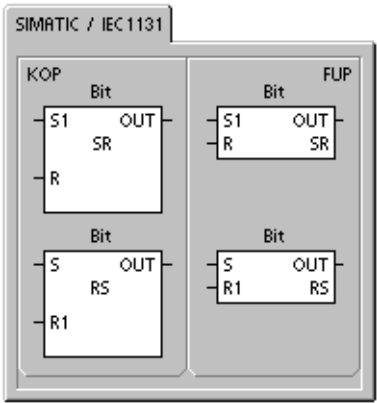 SIMATIC / IEC1131
KOP
Bit
S1 OUT
SR
R
Bit
S OUT
RS
R1
FUP
Bit
S1 OUT
R SR
Bit
S OUT
R1 RS